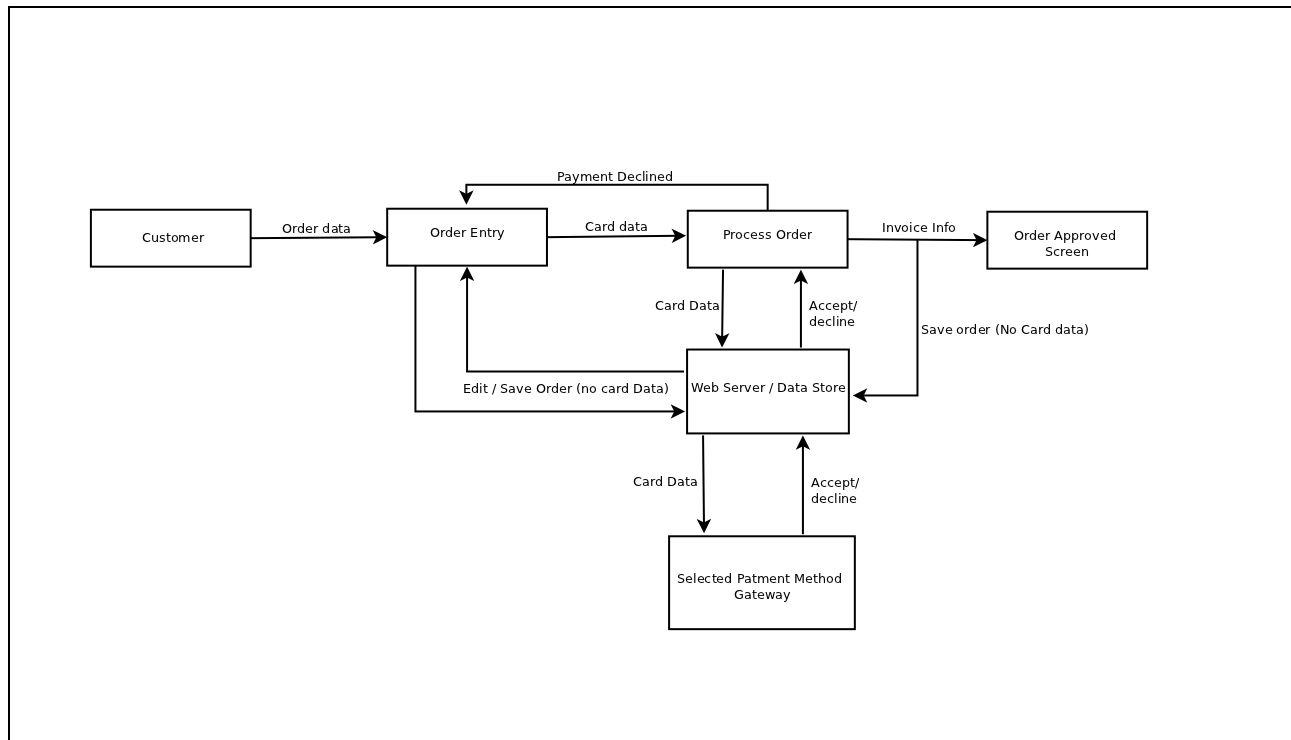 Payment Declined
Customer
Order data
Order Entry
Card data
Process Order
Invoice Info
Order Approved
Screen
Card Data
Accept/
decline
Save order (No Card data)
Edit / Save Order (no card Data)
Web Server / Data Store
Card Data
Accept/
decline
Selected Patment Method
Gateway